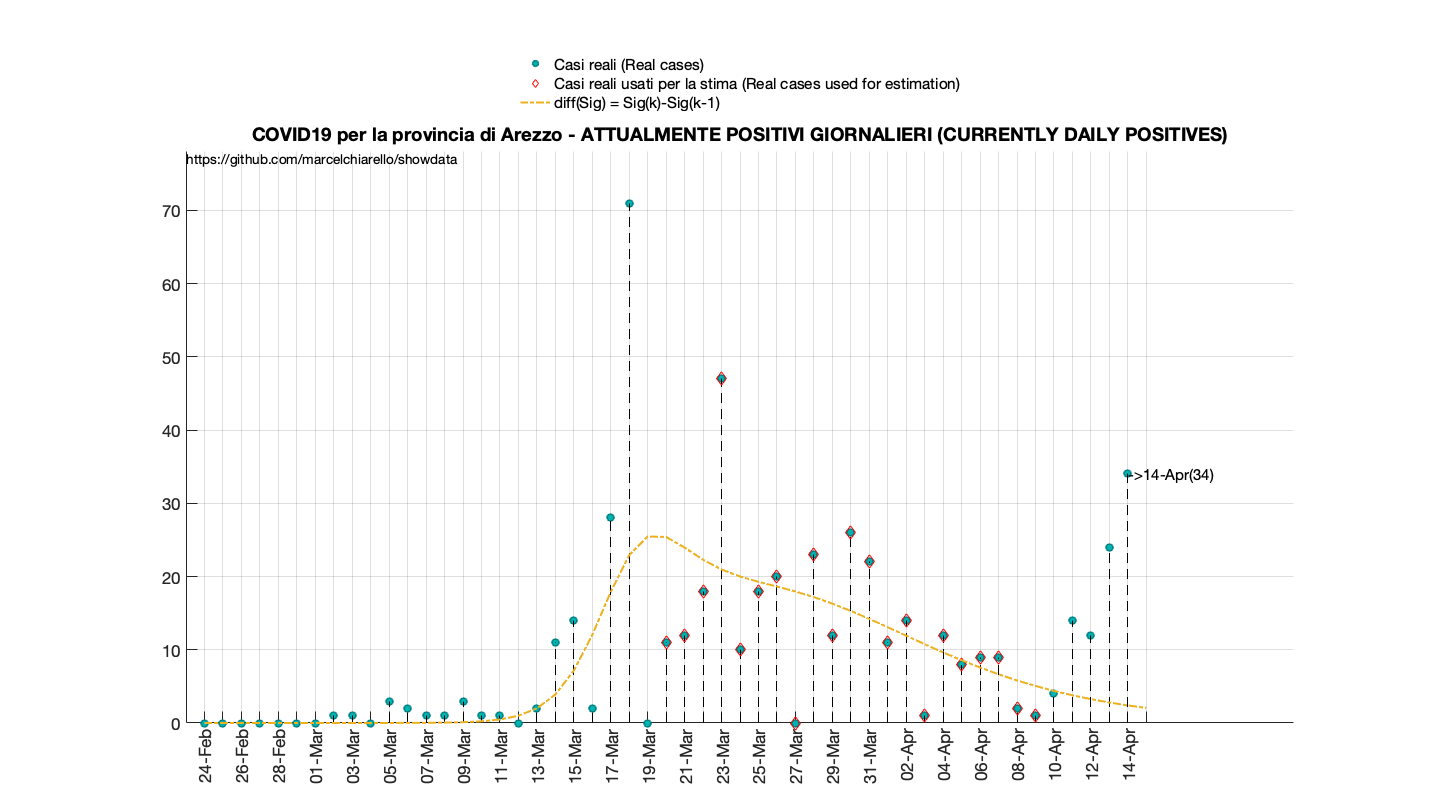 Casi reali (Real cases)
Casi reali usati per la stima (Real cases used for estimation)
diff(Sig) = Sig(k)-Sig(k-1)
COVID19 per la provincia di Arezzo - ATTUALMENTE POSITIVI GIORNALIERI (CURRENTLY DAILY POSITIVES)
https://github.com/marcelchiarello/showdata
70
60
50
40
30
20
10
0
>14-Apr(34)
24-Feb
26-Feb
28-Feb
01-Mar
03-Mar
05-Mar
07-Mar
09-Mar
11-Mar
13-Mar
15-Mar
17-Mar
19-Mar
21-Mar
23-Mar
25-Mar
27-Mar
29-Mar
31-Mar
02-Apr
04-Apr
06-Apr
08-Apr
10-Apr
12-Apr
14-Apr